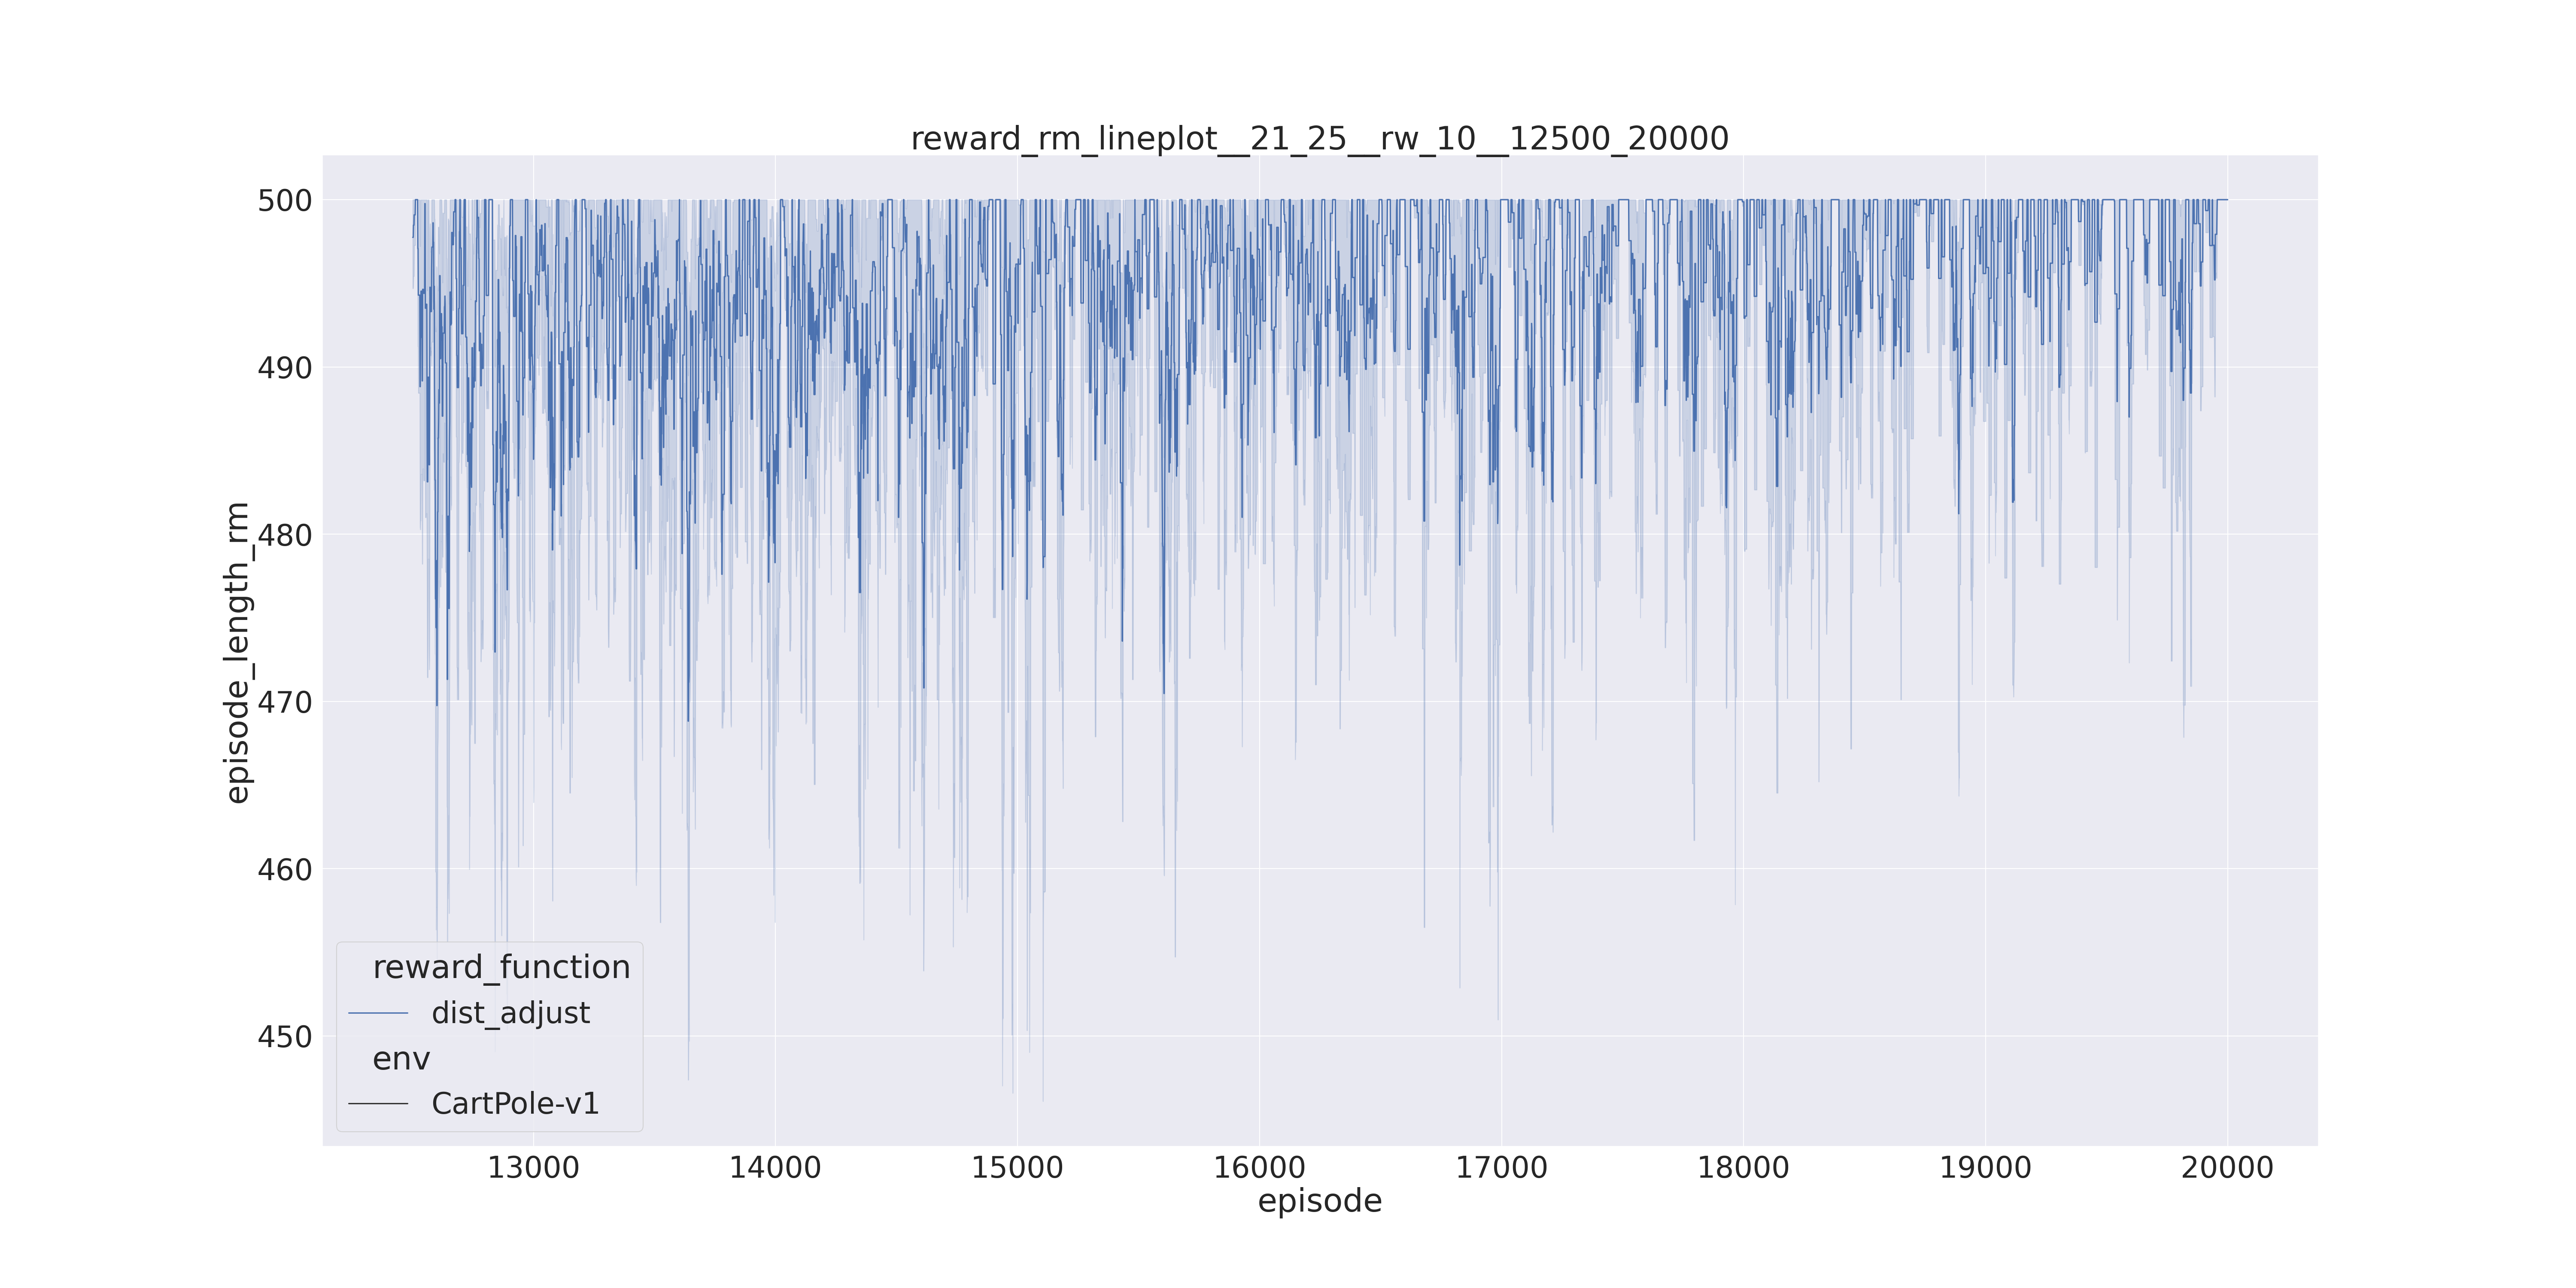 reward_rm_lineplot__21_25__rw_10__12500_20000
500
490
480
470
460
450
episode_length_rm
reward_function
dist_adjust
env
CartPole-v1
13000 14000 15000 16000 17000 18000 19000 20000
episode